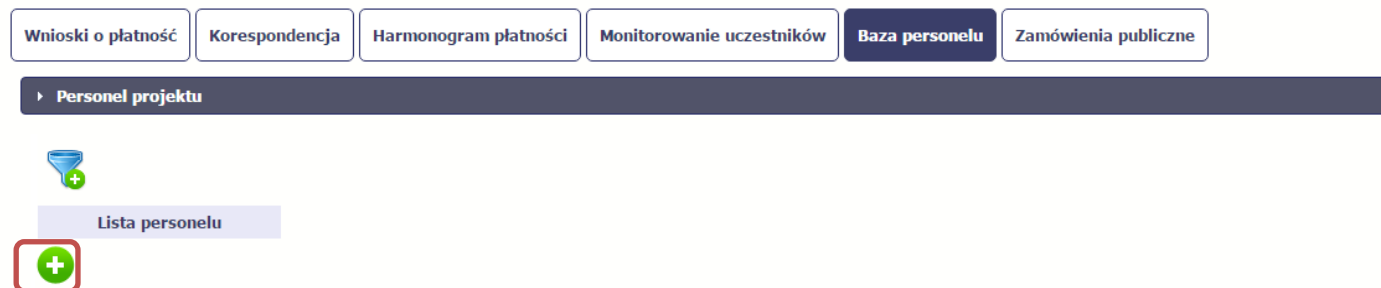 Wnioski o płatność Korespondencja Harmonogram płatności Monitorowanie uczestników Baza personelu Zamówienia publiczne
Personel projektu
Lista personelu